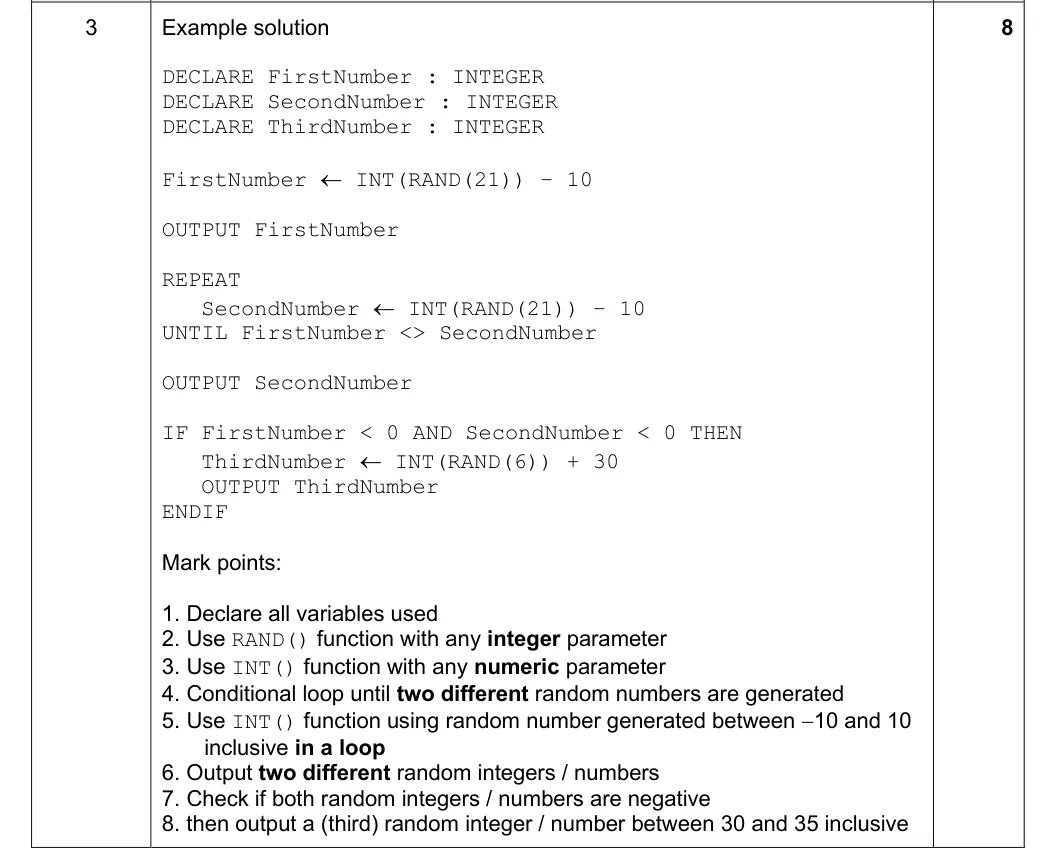 3 Example solution 8
DECLARE FirstNumber : INTEGER
DECLARE SecondNumber : INTEGER
DECLARE ThirdNumber : INTEGER
FirstNumber ← INT(RAND(21)) – 10
OUTPUT FirstNumber
REPEAT
   SecondNumber ← INT(RAND(21)) – 10
UNTIL FirstNumber <> SecondNumber
OUTPUT SecondNumber
IF FirstNumber < 0 AND SecondNumber < 0 THEN
   ThirdNumber ← INT(RAND(6)) + 30
   OUTPUT ThirdNumber
ENDIF
Mark points:
1. Declare all variables used
2. Use RAND() function with any integer parameter
3. Use INT() function with any numeric parameter
4. Conditional loop until two different random numbers are generated
5. Use INT() function using random number generated between −10 and 10
inclusive in a loop
6. Output two different random integers / numbers
7. Check if both random integers / numbers are negative
8. then output a (third) random integer / number between 30 and 35 inclusive